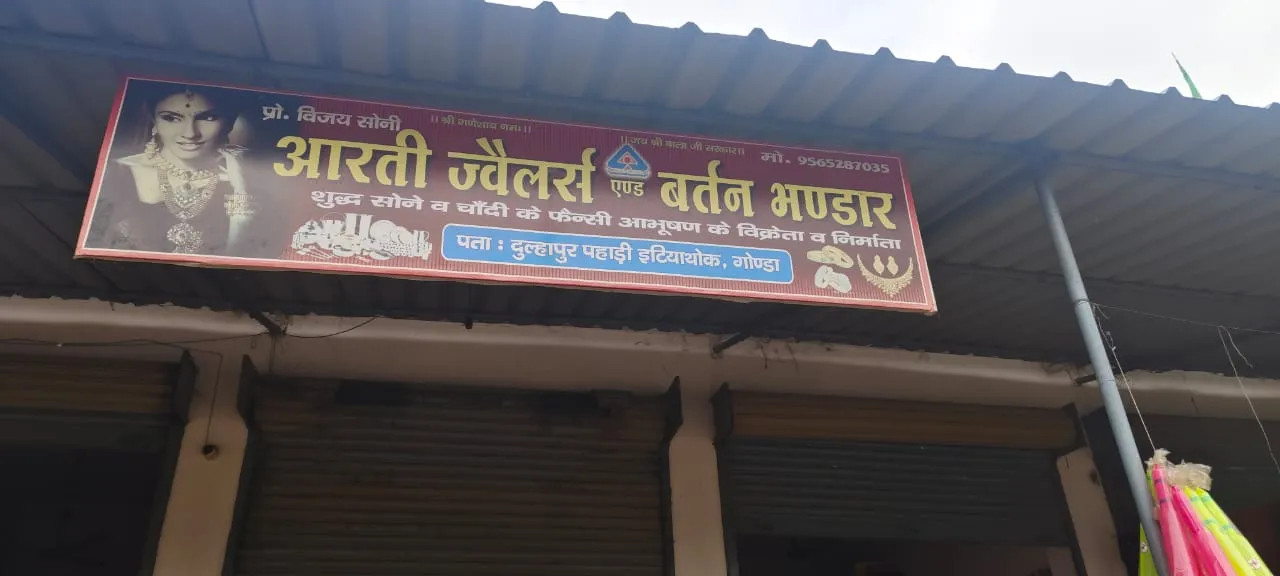 प्रो. विजय सोनी
।। श्री गणेशाय नमः ।।
।। जय श्री बाला जी सरकार ।।
मो. 9565287035
आरती ज्वैलर्स एण्ड बर्तन भण्डार
शुद्ध सोने व चाँदी के फैन्सी आभूषण के विक्रेता व निर्माता
पता : दुल्हापुर पहाड़ी इटियाथोक, गोण्डा